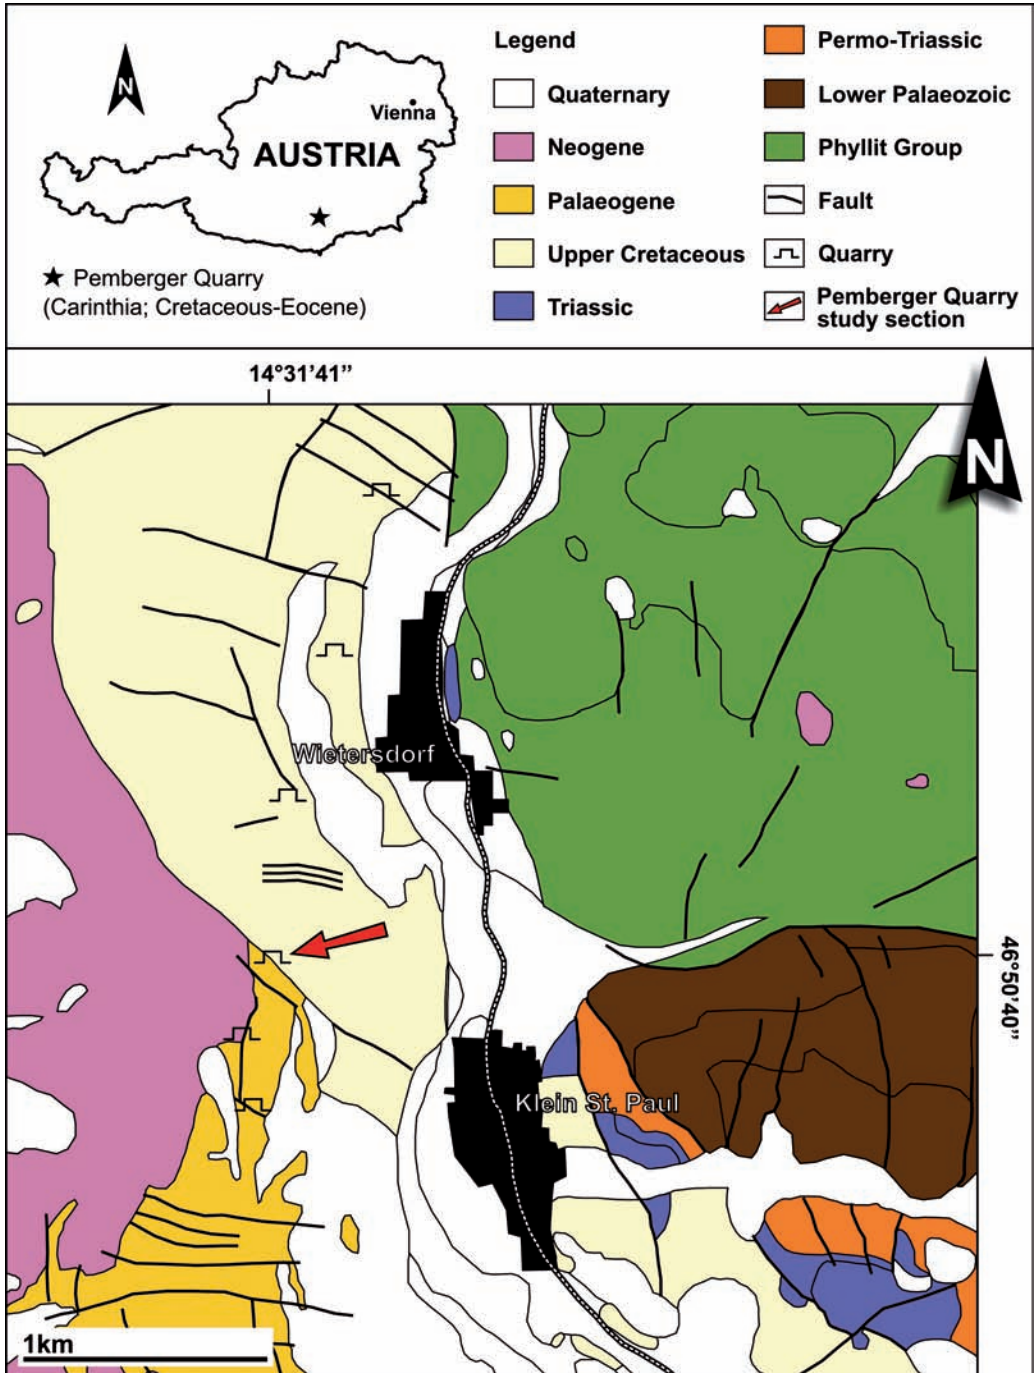 N
Vienna
AUSTRIA
Pemberger Quarry
(Carinthia; Cretaceous-Eocene)
Legend
Quaternary
Neogene
Palaeogene
Upper Cretaceous
Triassic
Permo-Triassic
Lower Palaeozoic
Phyllit Group
Fault
Quarry
Pemberger Quarry
study section
14°31’41”
N
Wietersdorf
46°50’40”
Klein St. Paul
1km